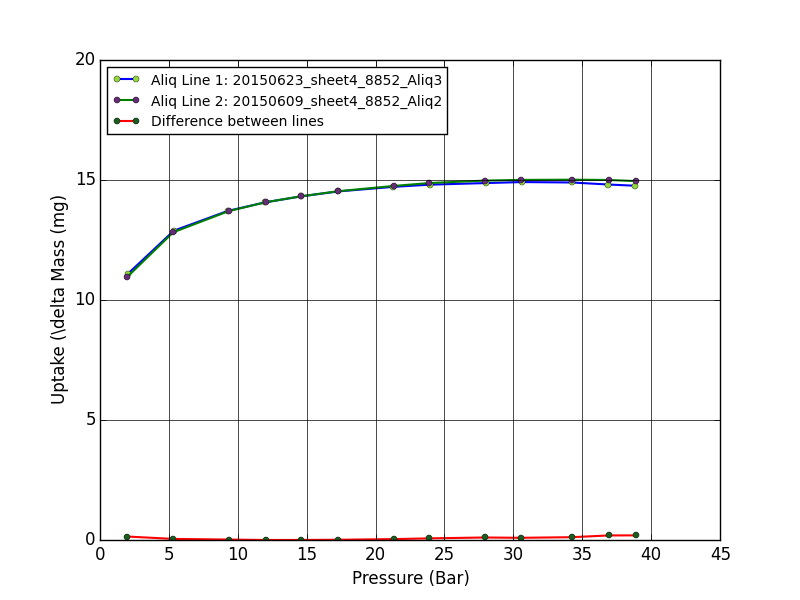 20
Aliq Line 1: 20150623_sheet4_8852_Aliq3
Aliq Line 2: 20150609_sheet4_8852_Aliq2
Difference between lines
15
10
5
0
Uptake (\delta Mass (mg)
0 5 10 15 20 25 30 35 40 45
Pressure (Bar)